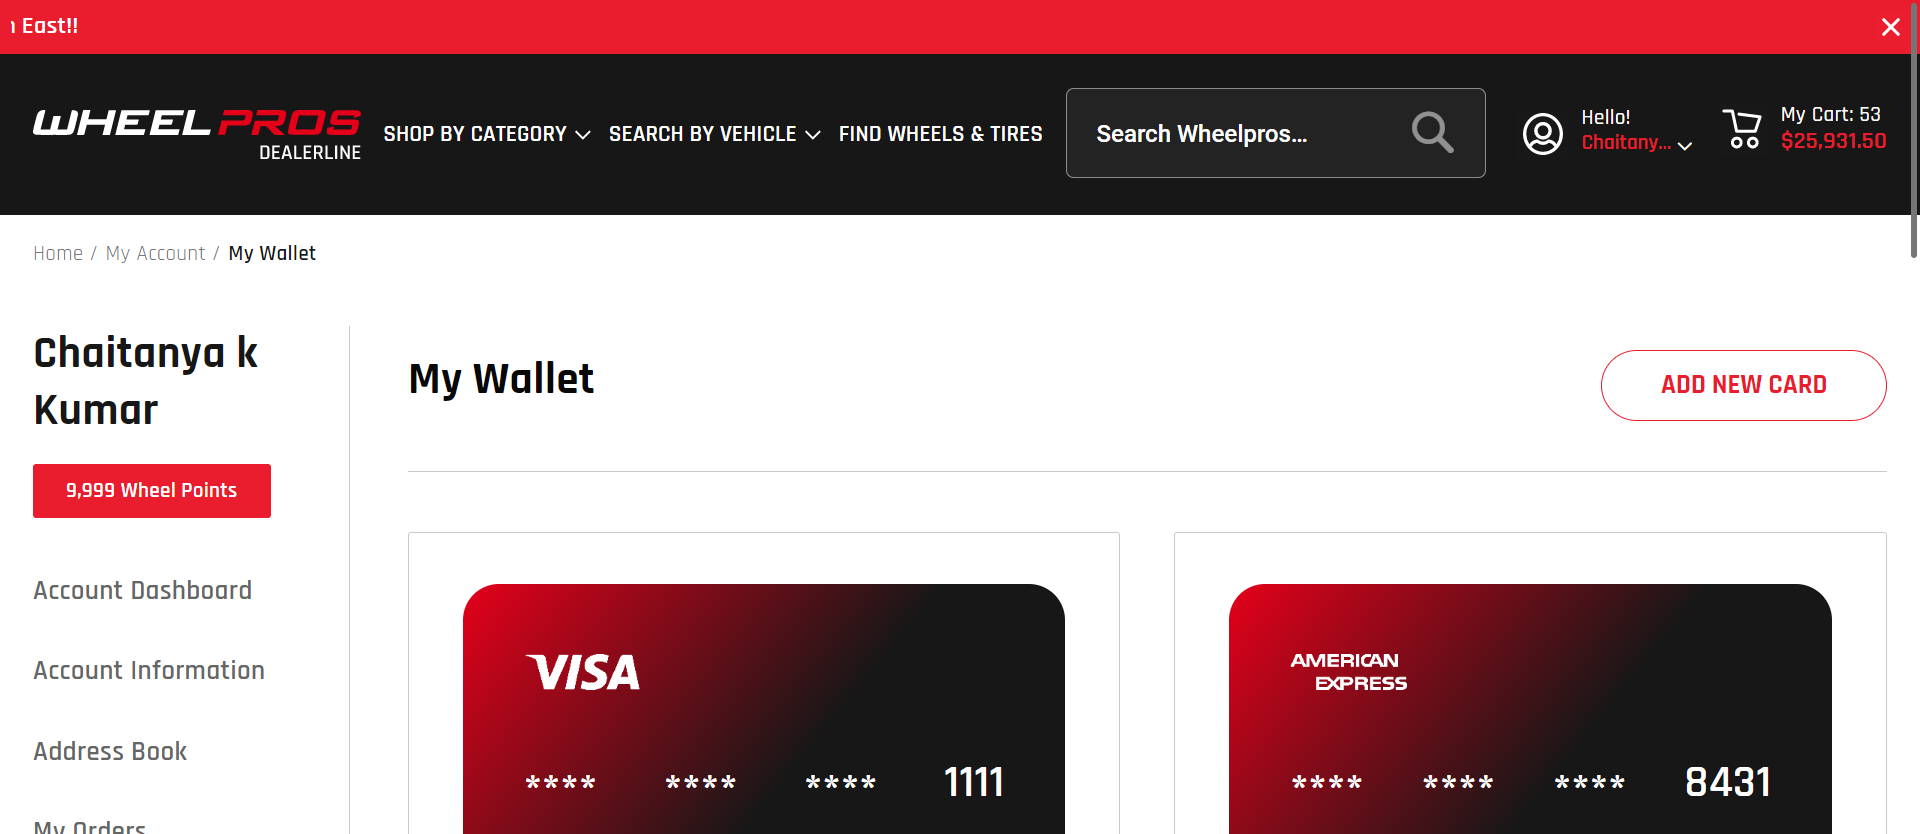 East!!
WHEEL PROS
DEALERLINE
SHOP BY CATEGORY
SEARCH BY VEHICLE
FIND WHEELS & TIRES
Search Wheelpros...
Hello!
Chaitany...
My Cart: 53
$25,931.50
Home / My Account / My Wallet
Chaitanya k
Kumar
9,999 Wheel Points
Account Dashboard
Account Information
Address Book
My Orders
My Wallet
ADD NEW CARD
VISA
**** **** **** 1111
AMERICAN
EXPRESS
**** **** **** 8431